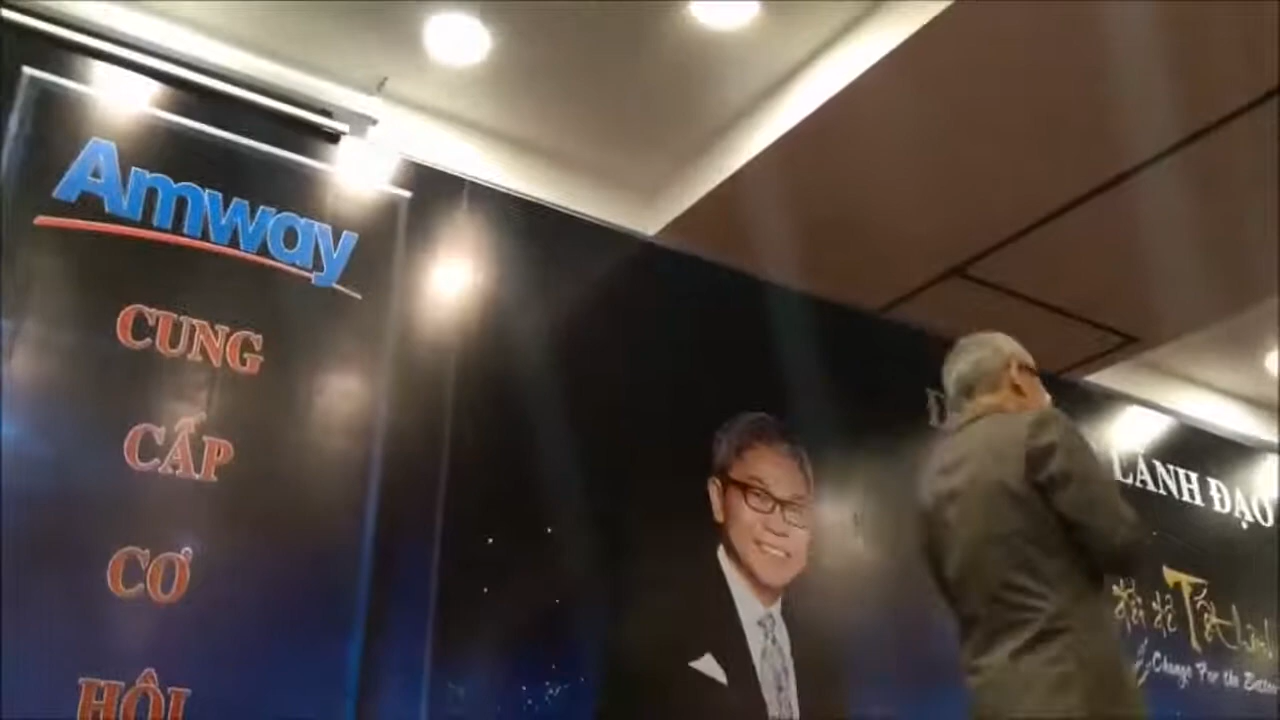 Amway
CUNG
CẤP
CƠ
HỘI
LÃNH ĐẠO
Change For the Better